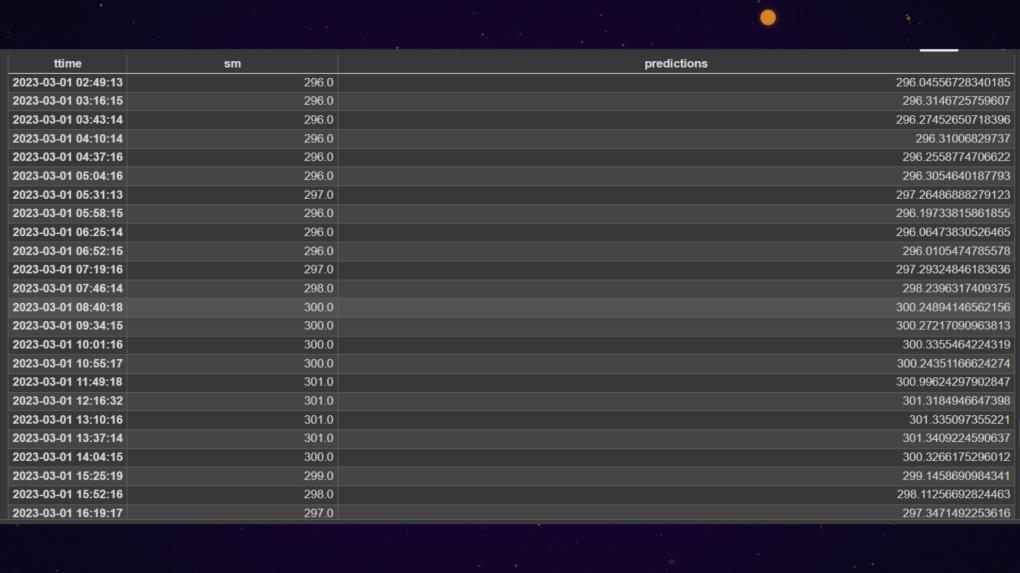 ttime sm predictions
2023-03-01 02:49:13 296.0 296.04556728340185
2023-03-01 03:16:15 296.0 296.3146725759607
2023-03-01 03:43:14 296.0 296.27452650718396
2023-03-01 04:10:14 296.0 296.31006829737
2023-03-01 04:37:16 296.0 296.2558774706622
2023-03-01 05:04:16 296.0 296.3054640187793
2023-03-01 05:31:13 297.0 297.26486888279123
2023-03-01 05:58:15 296.0 296.19733815861855
2023-03-01 06:25:14 296.0 296.06473830526465
2023-03-01 06:52:15 296.0 296.0105474785578
2023-03-01 07:19:16 297.0 297.29324846183636
2023-03-01 07:46:14 298.0 298.2396317409375
2023-03-01 08:40:18 300.0 300.24894146562156
2023-03-01 09:34:15 300.0 300.27217090963813
2023-03-01 10:01:16 300.0 300.3355464224319
2023-03-01 10:55:17 300.0 300.24351166624274
2023-03-01 11:49:18 301.0 300.99624297902847
2023-03-01 12:16:32 301.0 301.3184946647398
2023-03-01 13:10:16 301.0 301.335097355221
2023-03-01 13:37:14 301.0 301.3409224590637
2023-03-01 14:04:15 300.0 300.3266175296012
2023-03-01 15:25:19 299.0 299.1458690984341
2023-03-01 15:52:16 298.0 298.11256692824463
2023-03-01 16:19:17 297.0 297.3471492253616